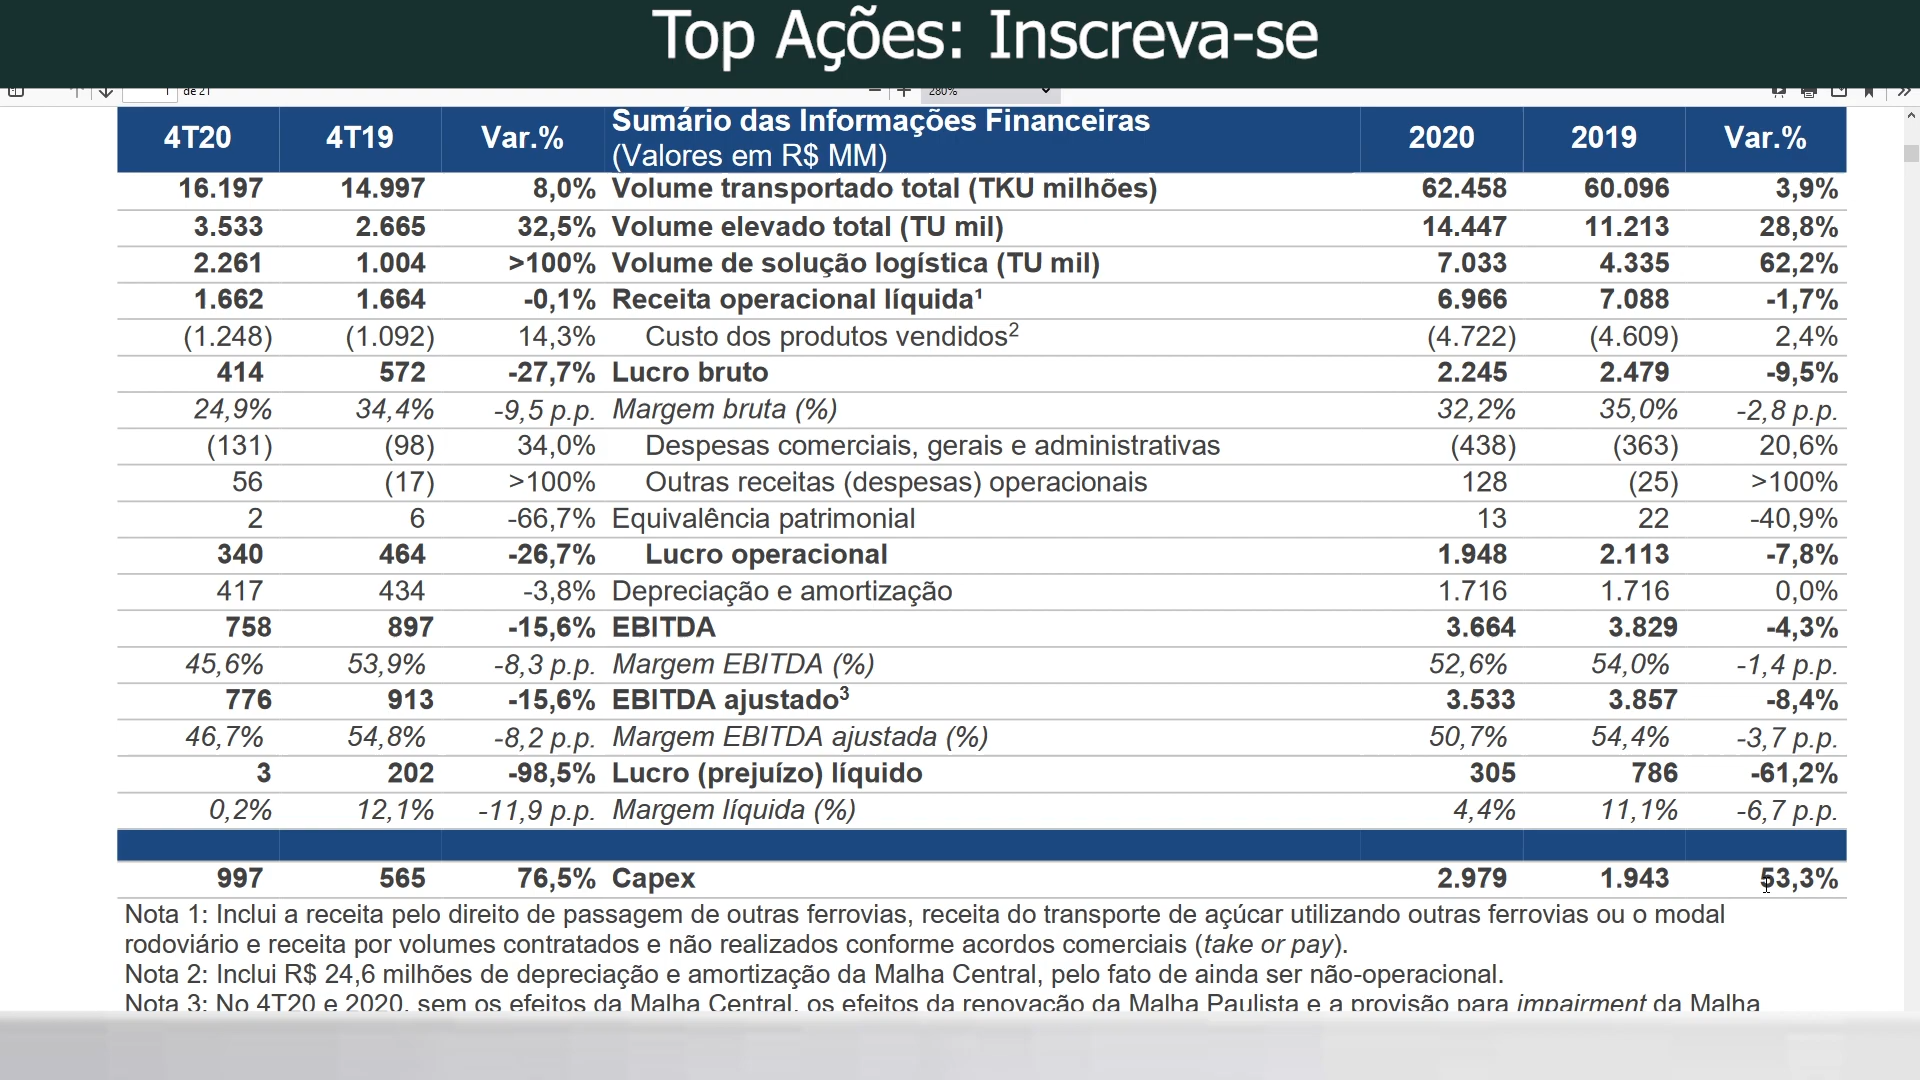 Top Ações: Inscreva-se
1 de 21 280%
4T20 4T19 Var.% Sumário das Informações Financeiras (Valores em R$ MM) 2020 2019 Var.%
16.197 14.997 8,0% Volume transportado total (TKU milhões) 62.458 60.096 3,9%
3.533 2.665 32,5% Volume elevado total (TU mil) 14.447 11.213 28,8%
2.261 1.004 >100% Volume de solução logística (TU mil) 7.033 4.335 62,2%
1.662 1.664 -0,1% Receita operacional líquida¹ 6.966 7.088 -1,7%
(1.248) (1.092) 14,3% Custo dos produtos vendidos² (4.722) (4.609) 2,4%
414 572 -27,7% Lucro bruto 2.245 2.479 -9,5%
24,9% 34,4% -9,5 p.p. Margem bruta (%) 32,2% 35,0% -2,8 p.p.
(131) (98) 34,0% Despesas comerciais, gerais e administrativas (438) (363) 20,6%
56 (17) >100% Outras receitas (despesas) operacionais 128 (25) >100%
2 6 -66,7% Equivalência patrimonial 13 22 -40,9%
340 464 -26,7% Lucro operacional 1.948 2.113 -7,8%
417 434 -3,8% Depreciação e amortização 1.716 1.716 0,0%
758 897 -15,6% EBITDA 3.664 3.829 -4,3%
45,6% 53,9% -8,3 p.p. Margem EBITDA (%) 52,6% 54,0% -1,4 p.p.
776 913 -15,6% EBITDA ajustado³ 3.533 3.857 -8,4%
46,7% 54,8% -8,2 p.p. Margem EBITDA ajustada (%) 50,7% 54,4% -3,7 p.p.
3 202 -98,5% Lucro (prejuízo) líquido 305 786 -61,2%
0,2% 12,1% -11,9 p.p. Margem líquida (%) 4,4% 11,1% -6,7 p.p.
997 565 76,5% Capex 2.979 1.943 53,3%
Nota 1: Inclui a receita pelo direito de passagem de outras ferrovias, receita do transporte de açúcar utilizando outras ferrovias ou o modal
rodoviário e receita por volumes contratados e não realizados conforme acordos comerciais (take or pay).
Nota 2: Inclui R$ 24,6 milhões de depreciação e amortização da Malha Central, pelo fato de ainda ser não-operacional.
Nota 3: No 4T20 e 2020, sem os efeitos da Malha Central, os efeitos da renovação da Malha Paulista e a provisão para impairment da Malha